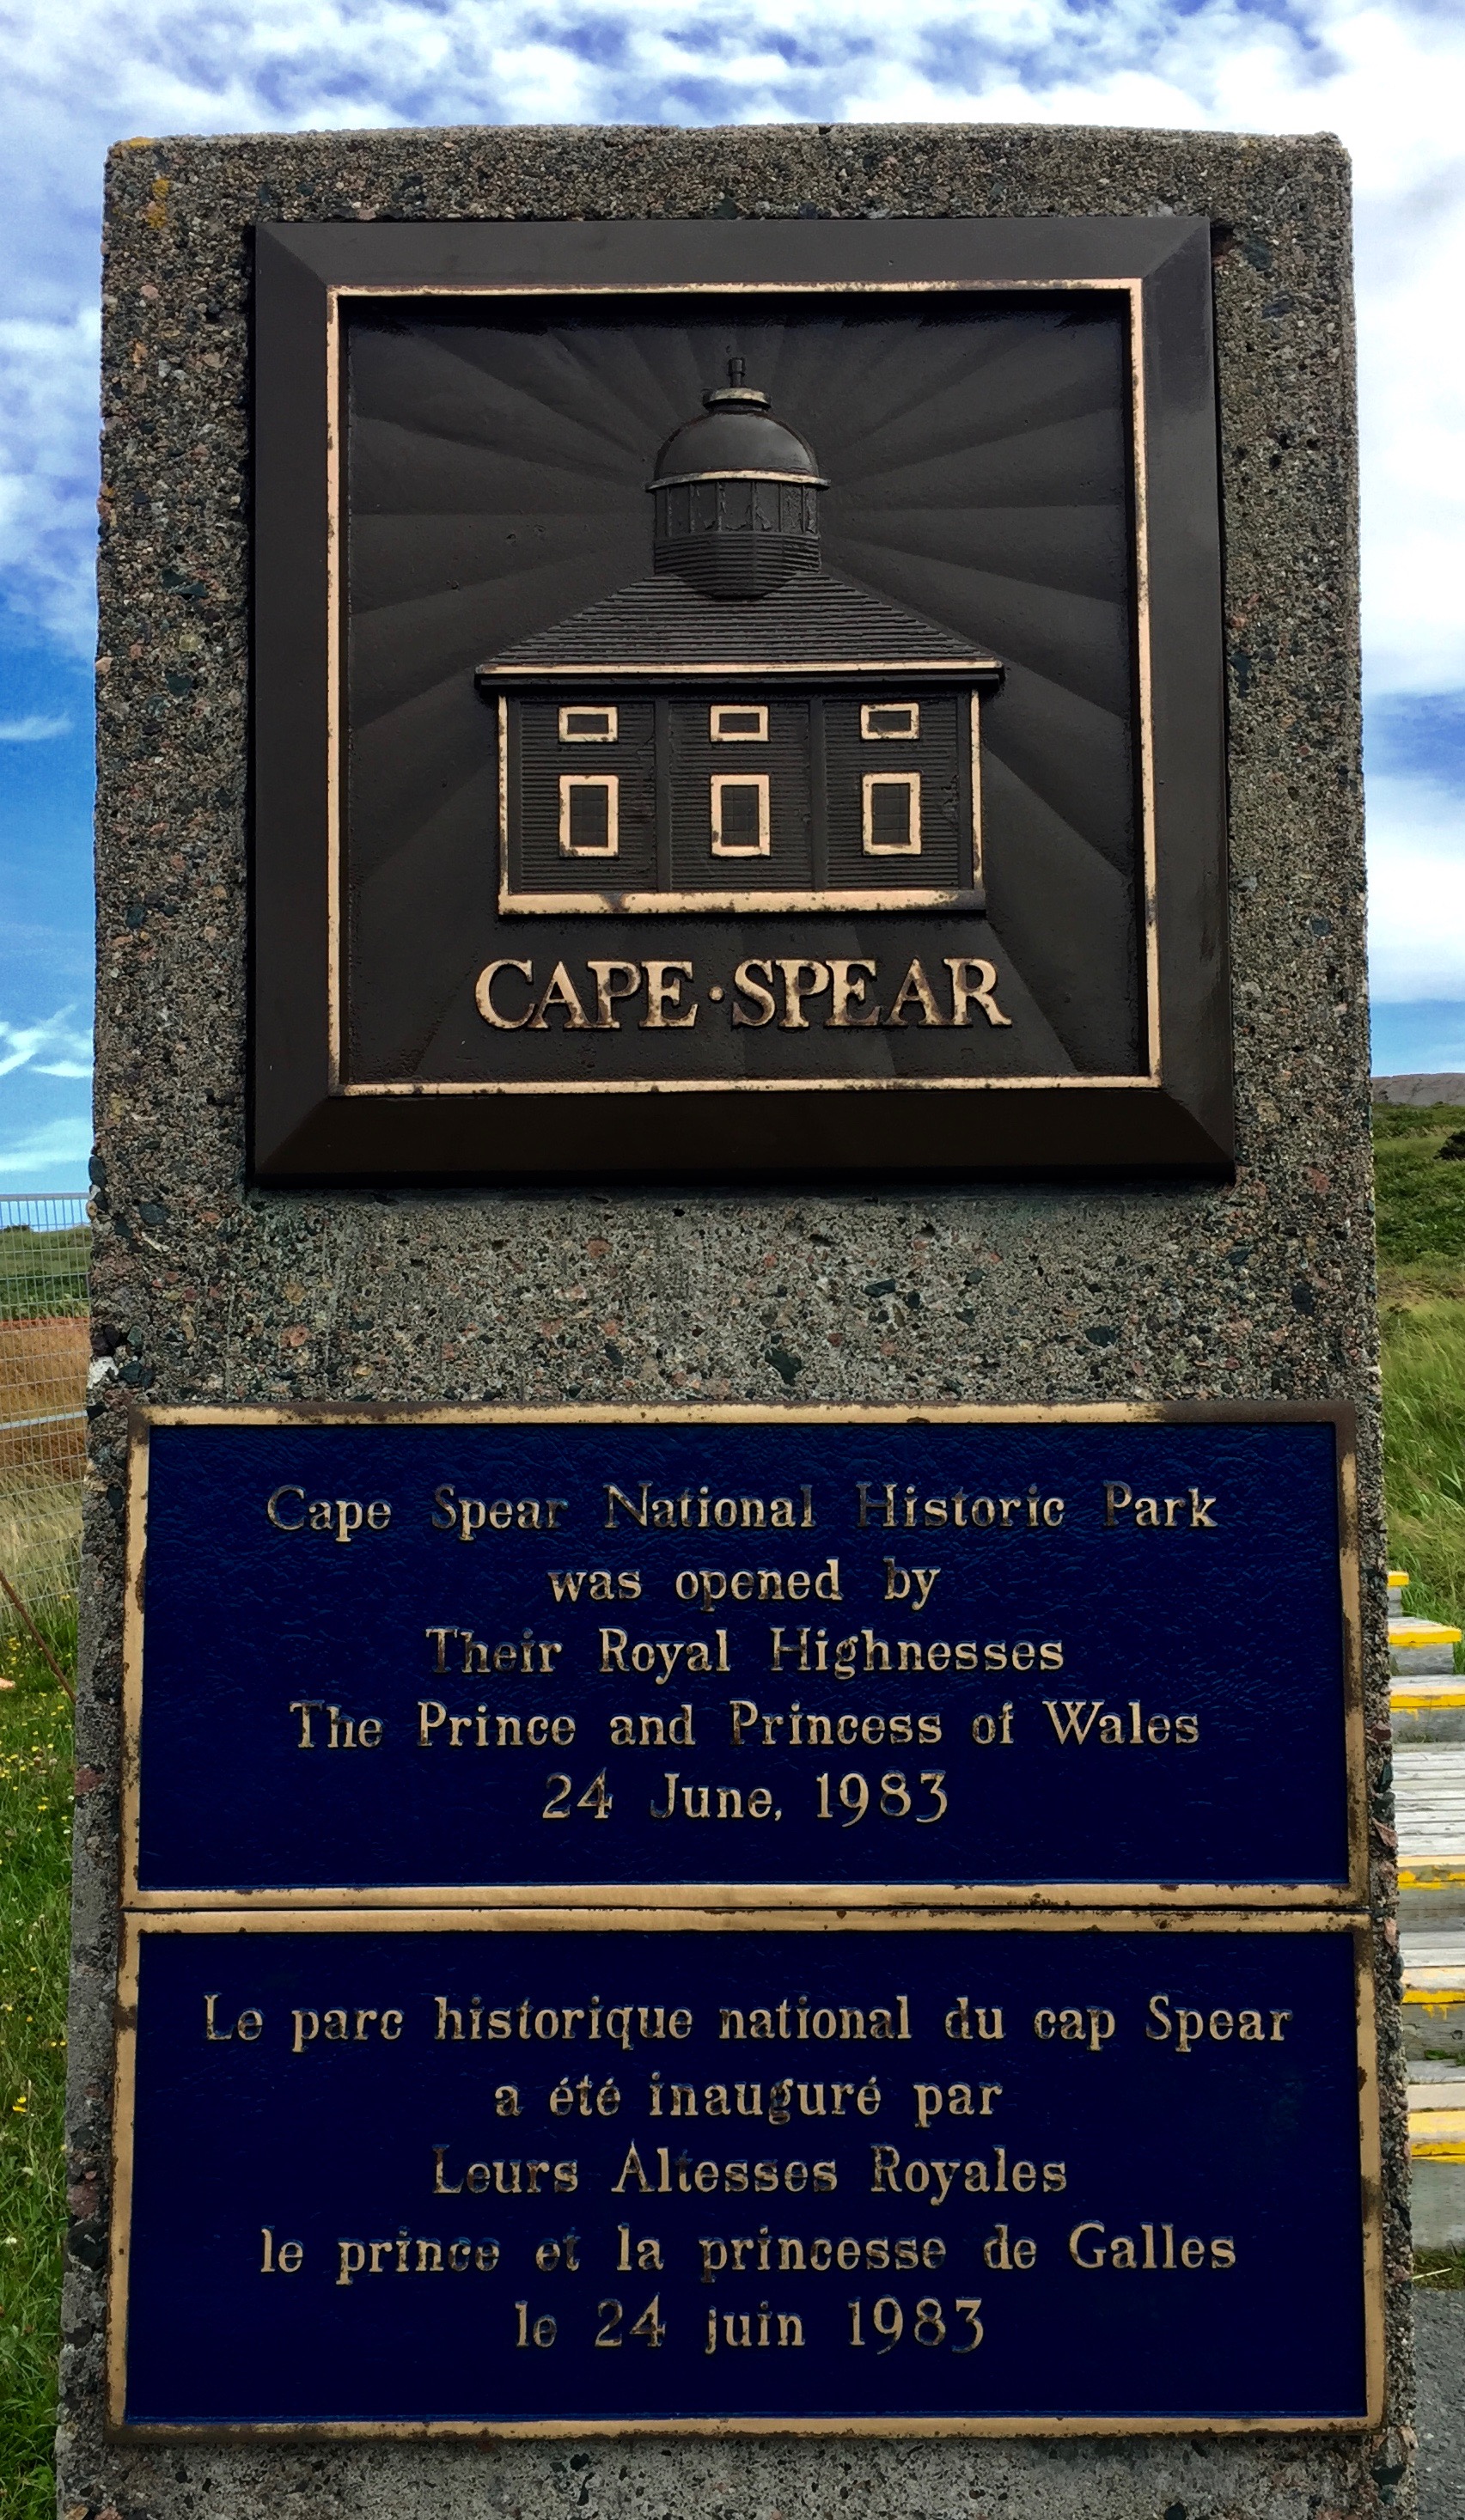 CAPE·SPEAR
Cape Spear National Historic Park
was opened by
Their Royal Highnesses
The Prince and Princess of Wales
24 June, 1983
Le parc historique national du cap Spear
a été inauguré par
Leurs Altesses Royales
le prince et la princesse de Galles
le 24 juin 1983